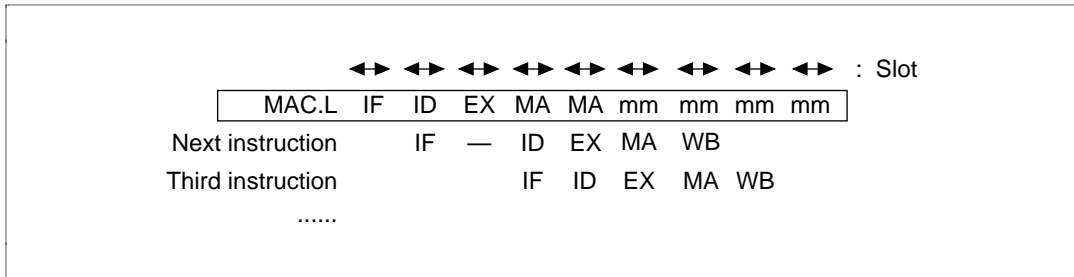 : Slot
MAC.L IF ID EX MA MA mm mm mm mm
Next instruction IF — ID EX MA WB
Third instruction IF ID EX MA WB
......